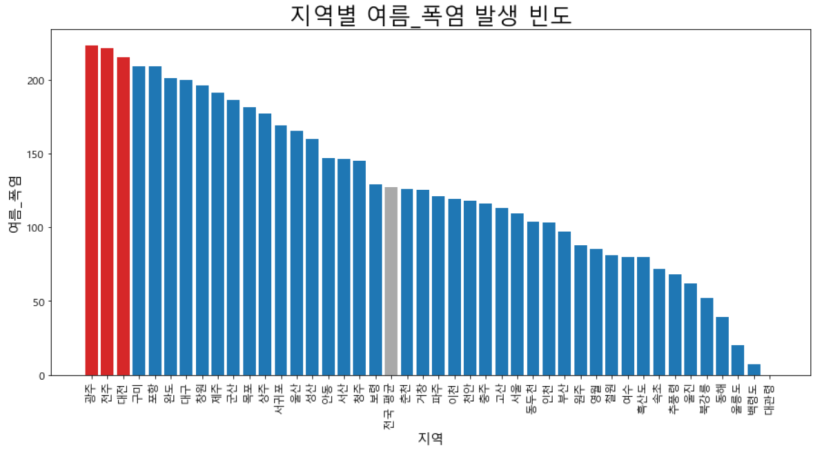 지역별 여름_폭염 발생 빈도
여름_폭염
200
150
100
50
0
광주 전주 대전 구미 포항 완도 대구 창원 제주 군산 목포 상주 서귀포 울산 성산 안동 서산 청주 보령 전국 평균 춘천 거창 파주 이천 천안 충주 고산 서울 동두천 인천 부산 원주 영월 철원 여수 흑산도 속초 추풍령 울진 북강릉 동해 울릉도 백령도 대관령
지역